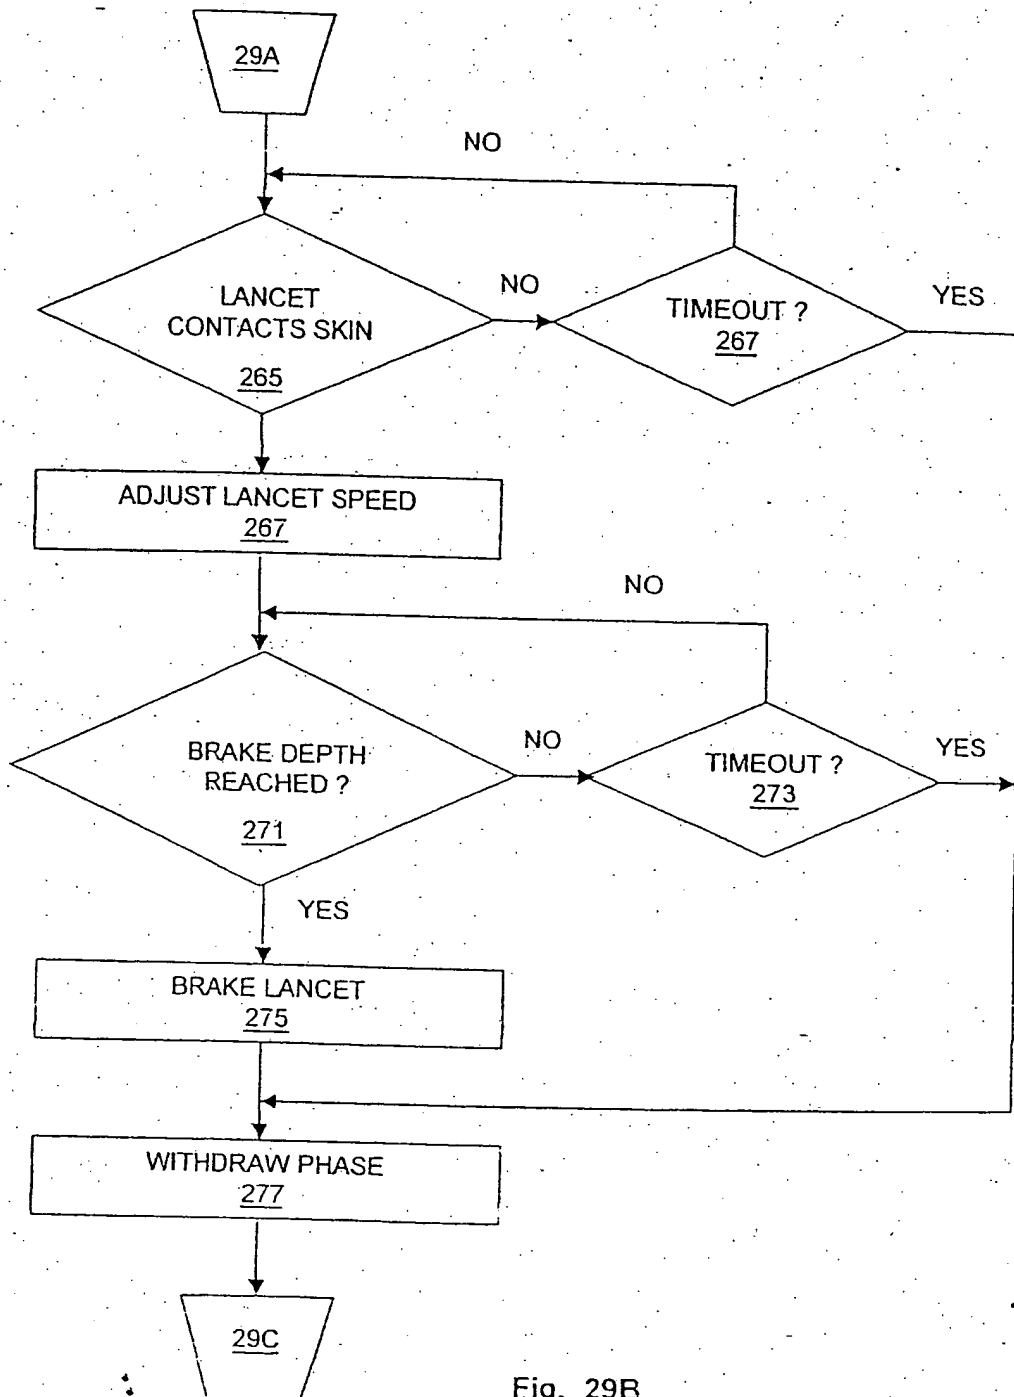 29A
NO
LANCET
CONTACTS SKIN
265
NO
TIMEOUT ?
267
YES
ADJUST LANCET SPEED
267
NO
BRAKE DEPTH
REACHED ?
271
NO
TIMEOUT ?
273
YES
YES
BRAKE LANCET
275
WITHDRAW PHASE
277
29C
Fig. 29B